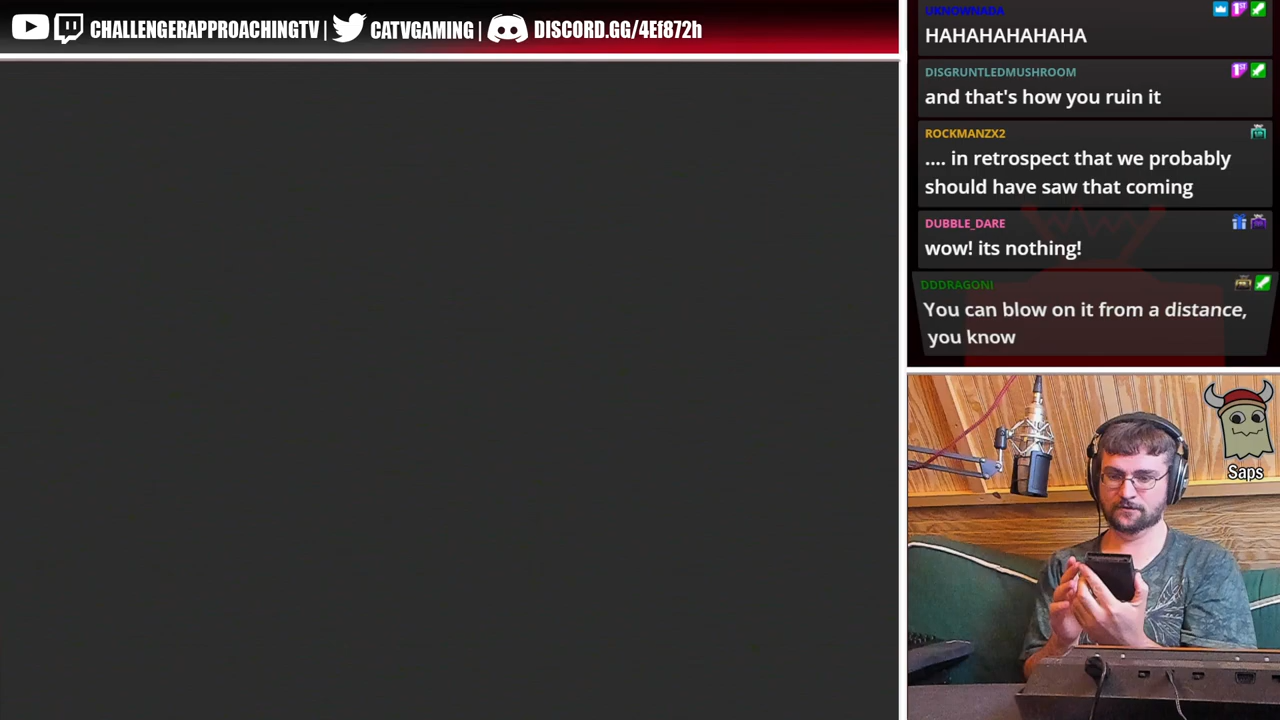 CHALLENGERAPPROACHINGTV | CATVGAMING | DISCORD.GG/4Ef872h
UKNOWNADA
HAHAHAHAHAHA
DISGRUNTLEDMUSHROOM
and that's how you ruin it
ROCKMANZX2
.... in retrospect that we probably
should have saw that coming
DUBBLE_DARE
wow! its nothing!
DDDRAGONI
You can blow on it from a distance,
you know
Saps